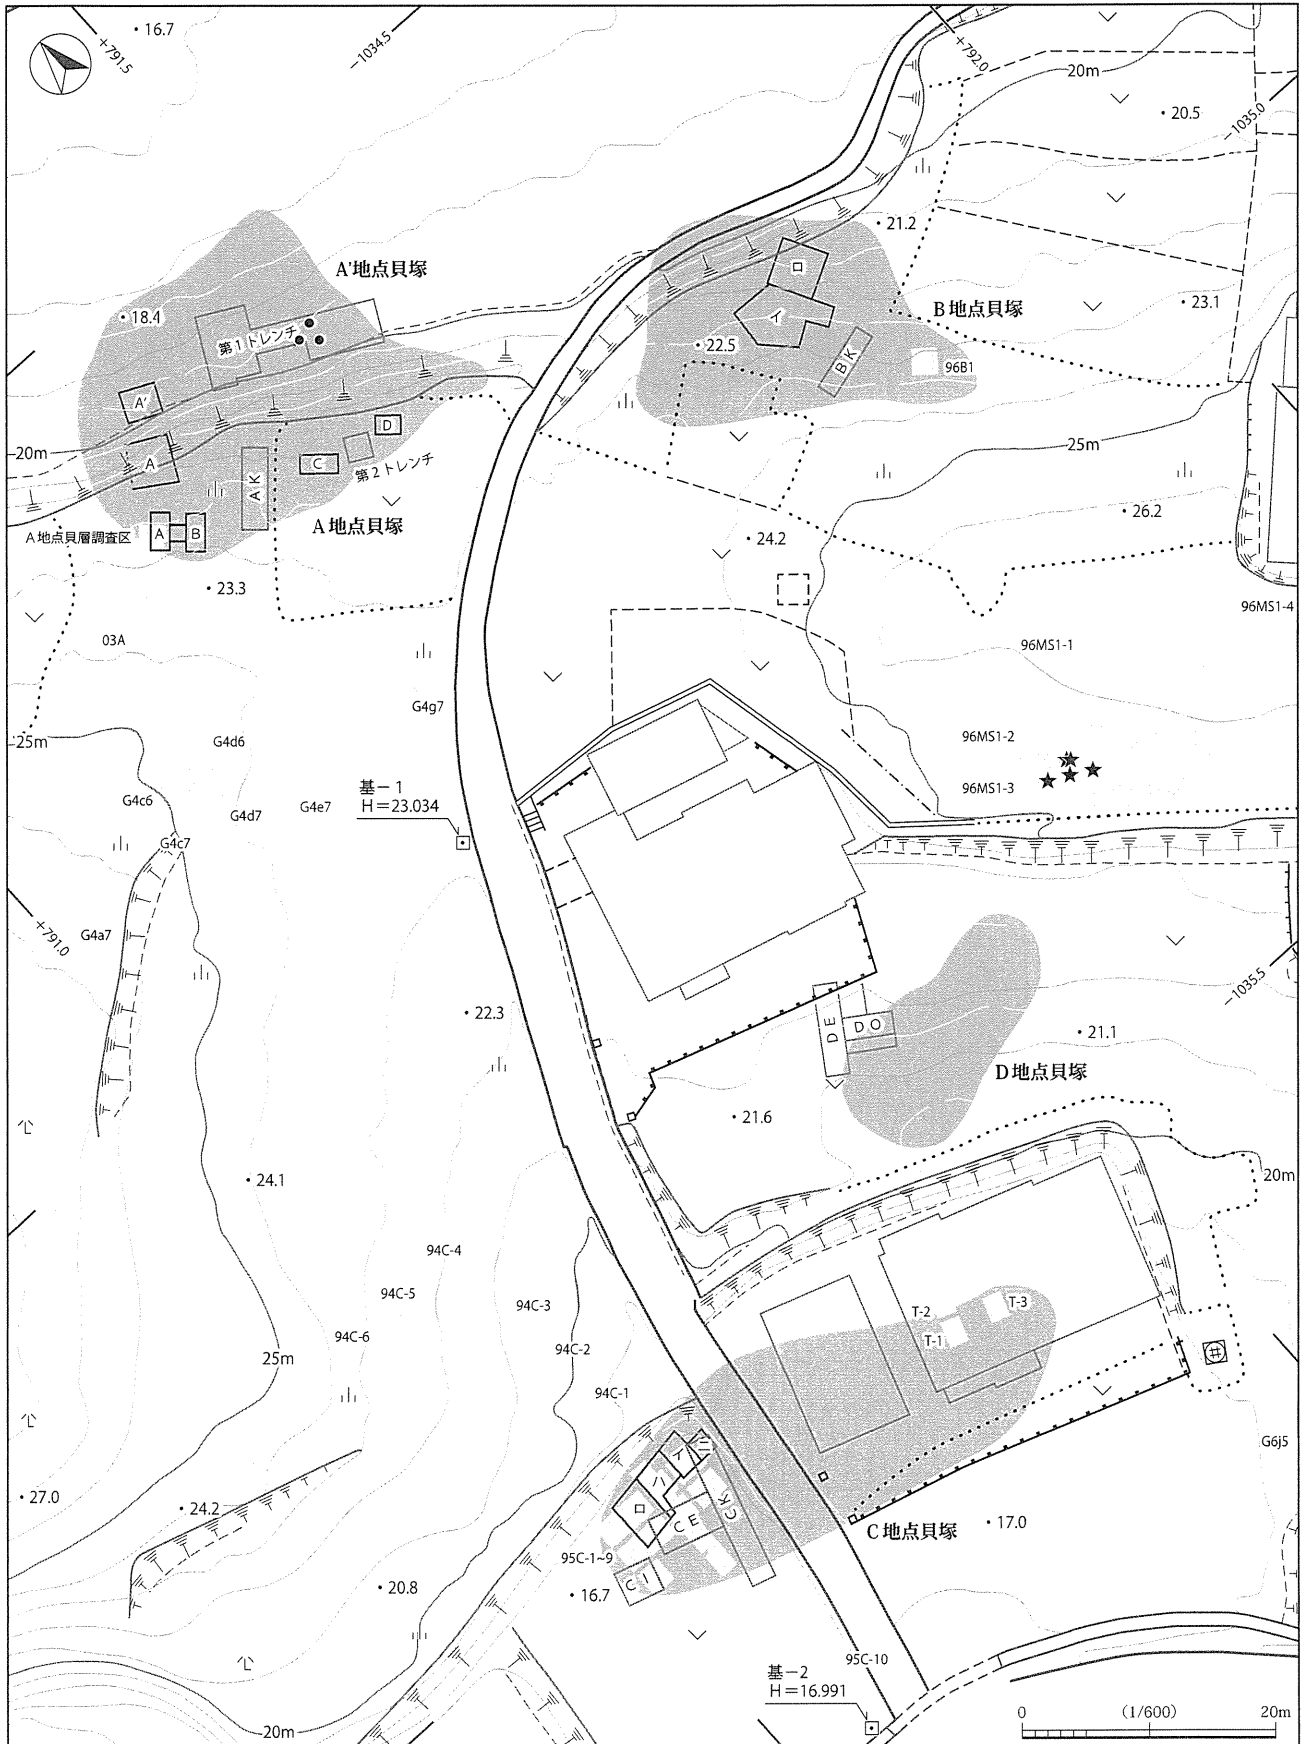 16.7
+791.5
-1034.5
+792.0
20m
20.5
-1035.0
21.2
A'地点貝塚
ロ
B地点貝塚
23.1
18.4
第1トレンチ
イ
22.5
BK
96B1
A'
D
25m
20m
A
C
第2トレンチ
AK
26.2
A地点貝層調査区
A
B
A地点貝塚
24.2
23.3
96MS1-4
03A
96MS1-1
G4g7
25m
G4d6
96MS1-2
基-1
H=23.034
96MS1-3
G4c6
G4d7
G4e7
G4c7
+791.0
G4a7
-1035.5
22.3
DE
DO
21.1
D地点貝塚
21.6
24.1
20m
94C-4
94C-5
94C-3
T-2
T-3
94C-6
T-1
94C-2
25m
94C-1
井
G6j5
イ
ニ
ハ
27.0
24.2
ロ
CE
CK
C地点貝塚
17.0
95C-1~9
CI
20.8
16.7
95C-10
基-2
H=16.991
20m
0 (1/600) 20m